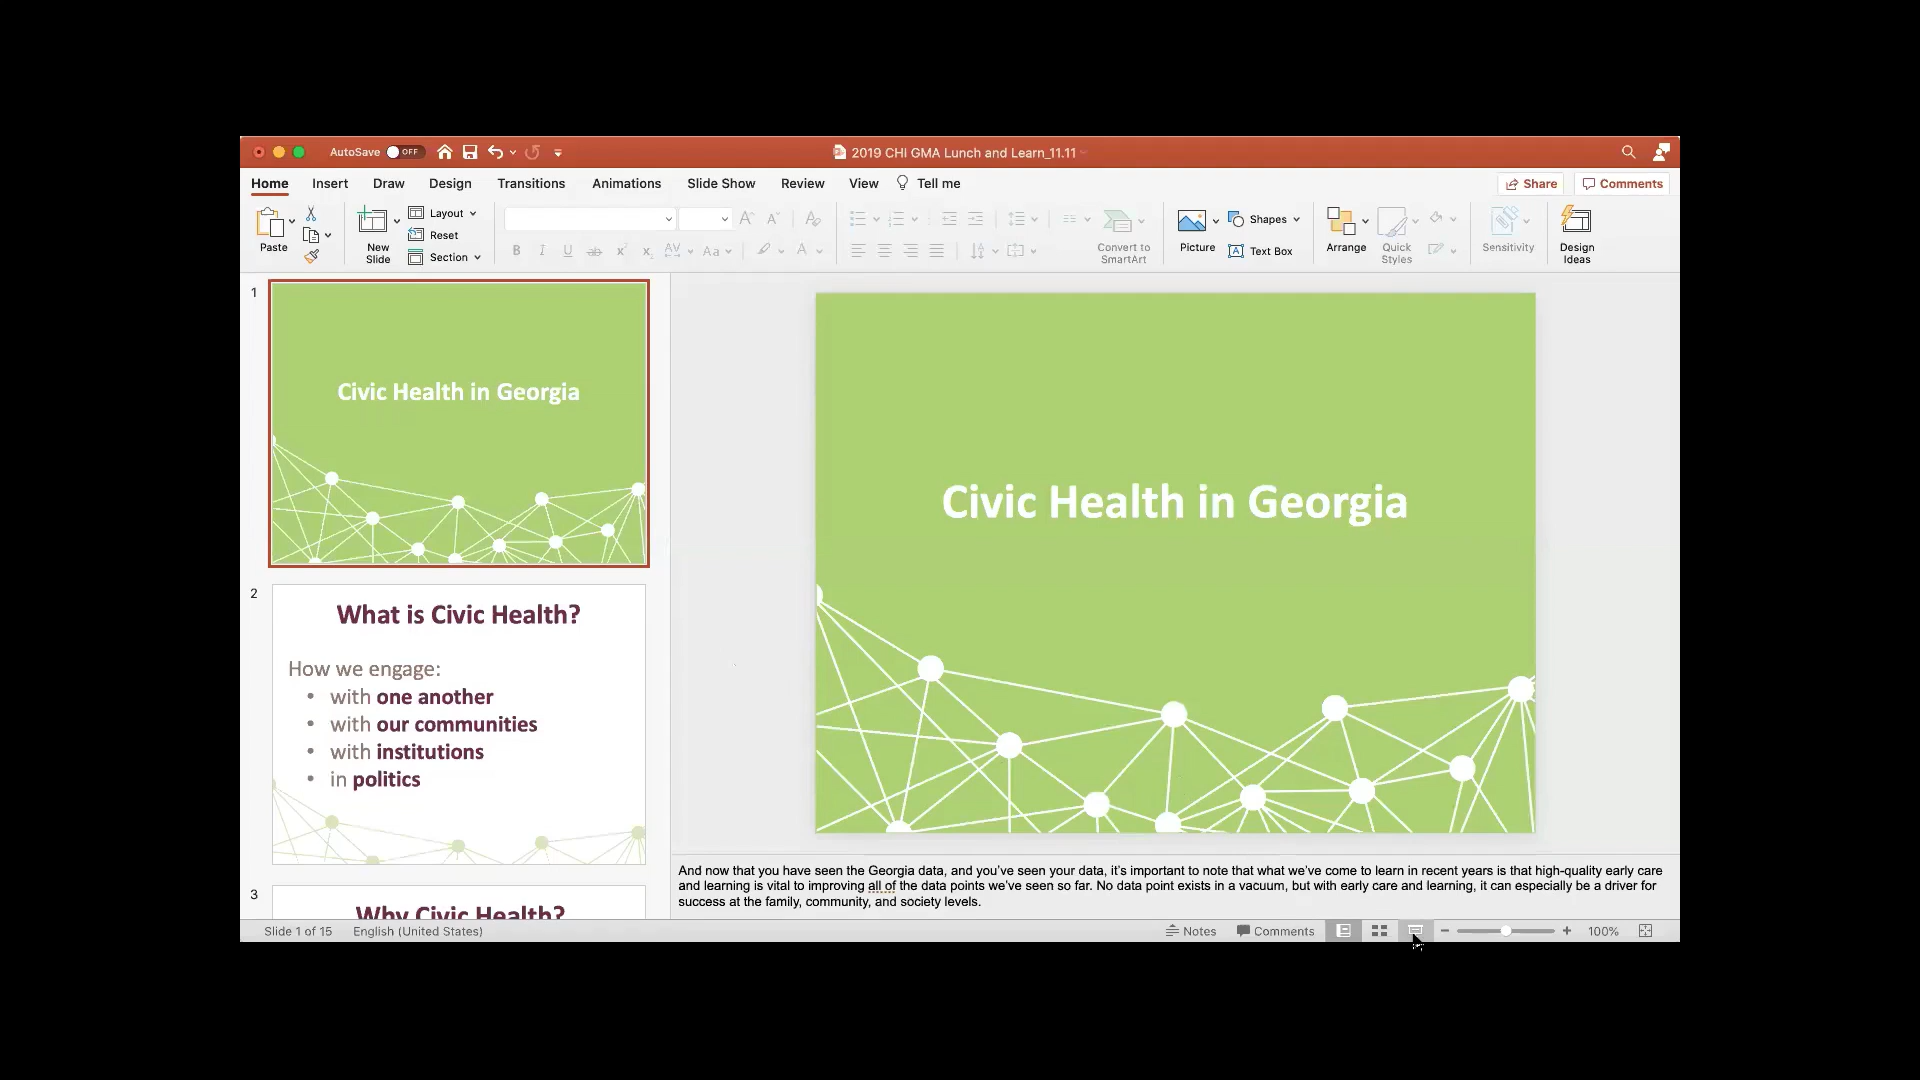 AutoSave OFF
2019 CHI GMA Lunch and Learn_11.11
Home Insert Draw Design Transitions Animations Slide Show Review View Tell me
Share Comments
Paste
New Slide
Layout
Reset
Section
Convert to SmartArt
Picture
Shapes
Text Box
Arrange
Quick Styles
Sensitivity
Design Ideas
1
Civic Health in Georgia
2
What is Civic Health?
How we engage:
• with one another
• with our communities
• with institutions
• in politics
3
Why Civic Health?
Civic Health in Georgia
And now that you have seen the Georgia data, and you've seen your data, it's important to note that what we've come to learn in recent years is that high-quality early care
and learning is vital to improving all of the data points we've seen so far. No data point exists in a vacuum, but with early care and learning, it can especially be a driver for
success at the family, community, and society levels.
Slide 1 of 15 English (United States) Notes Comments 100%